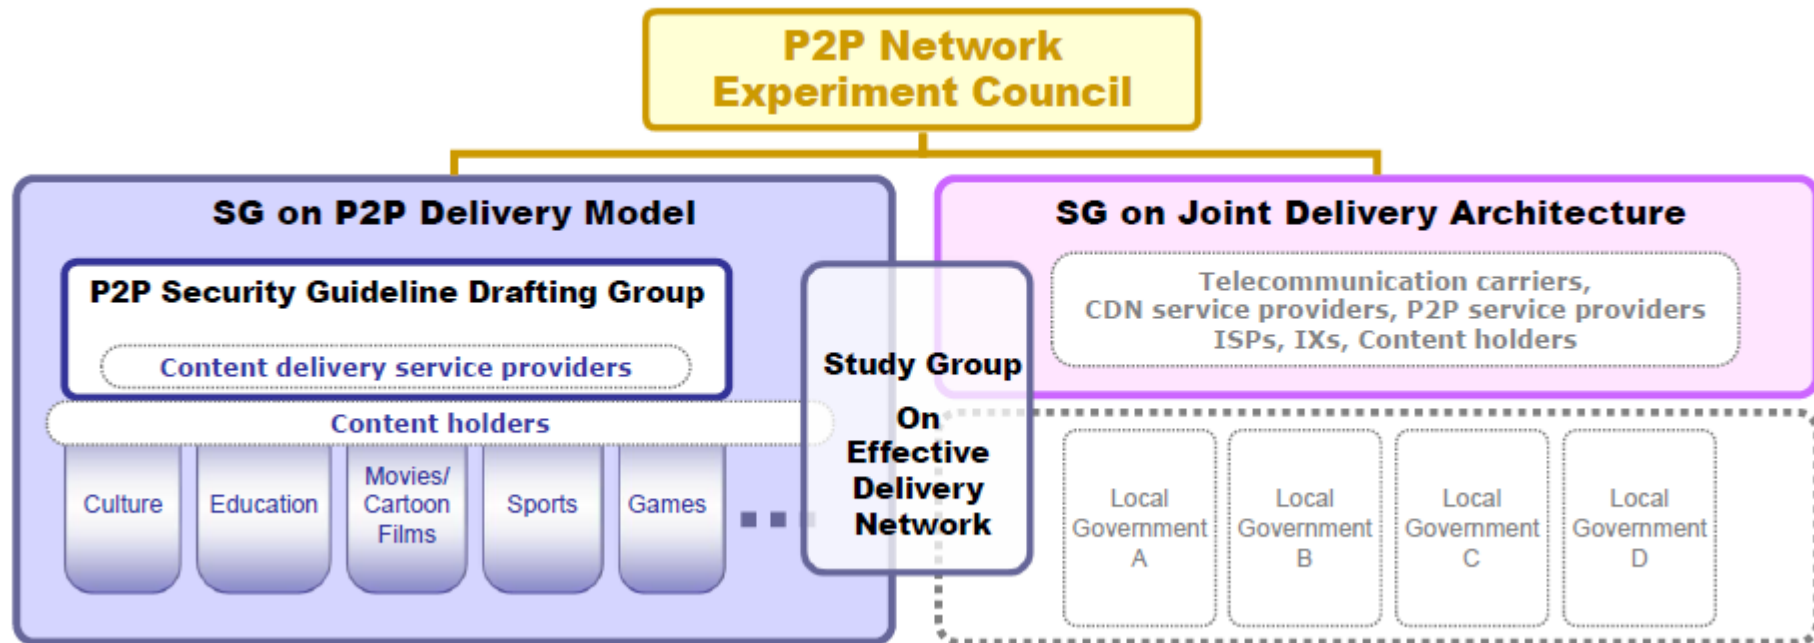 P2P Network
Experiment Council
SG on P2P Delivery Model
P2P Security Guideline Drafting Group
Content delivery service providers
Content holders
Culture
Education
Movies/
Cartoon
Films
Sports
Games
Study Group
On
Effective
Delivery
Network
SG on Joint Delivery Architecture
Telecommunication carriers,
CDN service providers, P2P service providers
ISPs, IXs, Content holders
Local
Government
A
Local
Government
B
Local
Government
C
Local
Government
D